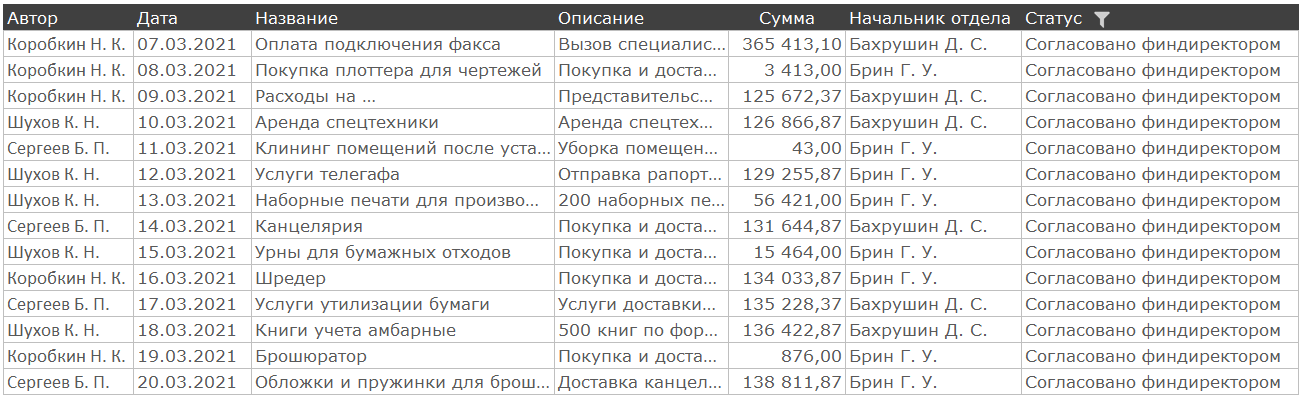 Автор Дата Название Описание Сумма Начальник отдела Статус
Коробкин Н. К. 07.03.2021 Оплата подключения факса Вызов специалис... 365 413,10 Бахрушин Д. С. Согласовано финдиректором
Коробкин Н. К. 08.03.2021 Покупка плоттера для чертежей Покупка и доста... 3 413,00 Брин Г. У. Согласовано финдиректором
Коробкин Н. К. 09.03.2021 Расходы на ... Представительс... 125 672,37 Бахрушин Д. С. Согласовано финдиректором
Шухов К. Н. 10.03.2021 Аренда спецтехники Аренда спецтех... 126 866,87 Бахрушин Д. С. Согласовано финдиректором
Сергеев Б. П. 11.03.2021 Клининг помещений после уста... Уборка помещен... 43,00 Брин Г. У. Согласовано финдиректором
Шухов К. Н. 12.03.2021 Услуги телегафа Отправка рапорт... 129 255,87 Брин Г. У. Согласовано финдиректором
Шухов К. Н. 13.03.2021 Наборные печати для произво... 200 наборных пе... 56 421,00 Брин Г. У. Согласовано финдиректором
Сергеев Б. П. 14.03.2021 Канцелярия Покупка и доста... 131 644,87 Бахрушин Д. С. Согласовано финдиректором
Шухов К. Н. 15.03.2021 Урны для бумажных отходов Покупка и доста... 15 464,00 Брин Г. У. Согласовано финдиректором
Коробкин Н. К. 16.03.2021 Шредер Покупка и доста... 134 033,87 Брин Г. У. Согласовано финдиректором
Сергеев Б. П. 17.03.2021 Услуги утилизации бумаги Услуги доставки... 135 228,37 Бахрушин Д. С. Согласовано финдиректором
Шухов К. Н. 18.03.2021 Книги учета амбарные 500 книг по фор... 136 422,87 Бахрушин Д. С. Согласовано финдиректором
Коробкин Н. К. 19.03.2021 Брошюратор Покупка и доста... 876,00 Брин Г. У. Согласовано финдиректором
Сергеев Б. П. 20.03.2021 Обложки и пружинки для брош... Доставка канцел... 138 811,87 Брин Г. У. Согласовано финдиректором